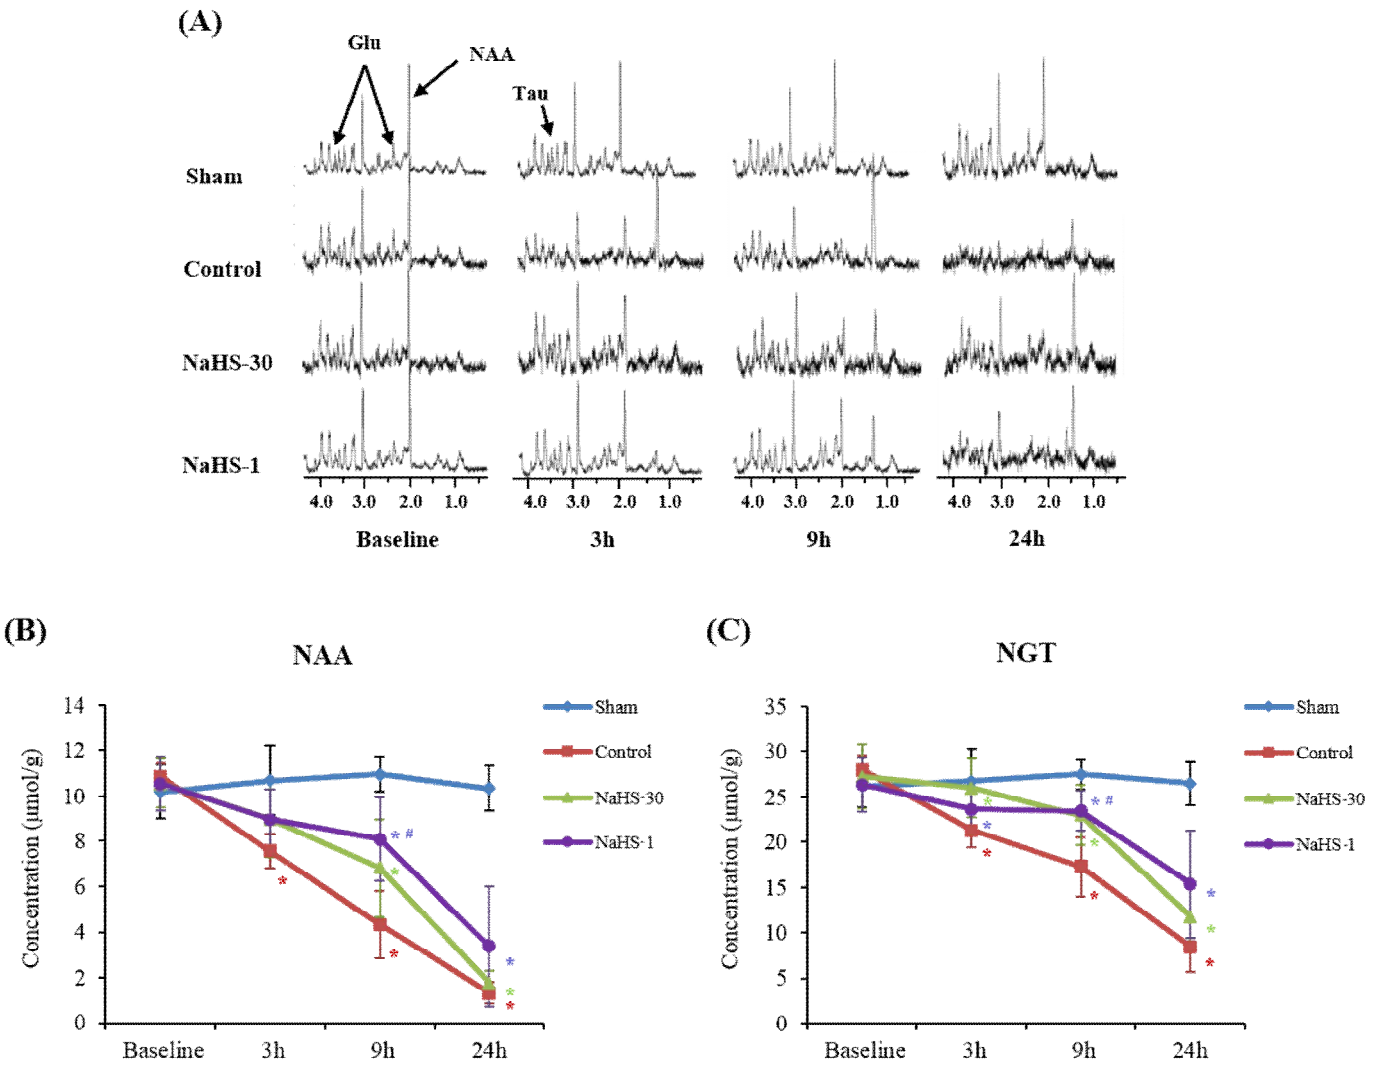 (A)
Glu
NAA
Tau
Sham
Control
NaHS-30
NaHS-1
4.0 3.0 2.0 1.0 4.0 3.0 2.0 1.0 4.0 3.0 2.0 1.0 4.0 3.0 2.0 1.0
Baseline 3h 9h 24h
(B)
NAA
Concentration (μmol/g)
14
12
10
8
6
4
2
0
* #
*
*
*
*
*
*
Baseline 3h 9h 24h
Sham
Control
NaHS-30
NaHS-1
(C)
NGT
Concentration (μmol/g)
35
30
25
20
15
10
5
0
*
*
*
* #
*
*
*
*
*
Baseline 3h 9h 24h
Sham
Control
NaHS-30
NaHS-1